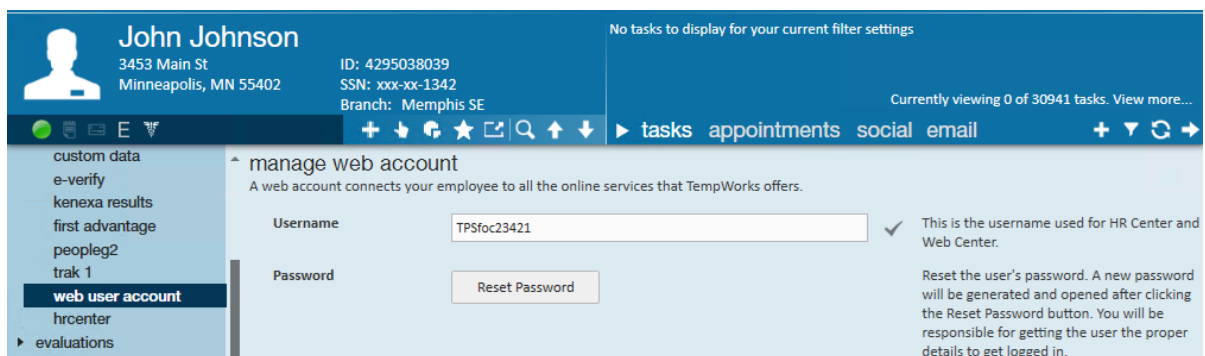 John Johnson
3453 Main St
Minneapolis, MN 55402
ID: 4295038039
SSN: xxx-xx-1342
Branch: Memphis SE
No tasks to display for your current filter settings
Currently viewing 0 of 30941 tasks. View more...
E
tasks appointments social email
custom data
e-verify
kenexa results
first advantage
peopleg2
trak 1
web user account
hrcenter
evaluations
manage web account
A web account connects your employee to all the online services that TempWorks offers.
Username
TPSfoc23421
This is the username used for HR Center and
Web Center.
Password
Reset Password
Reset the user's password. A new password
will be generated and opened after clicking
the Reset Password button. You will be
responsible for getting the user the proper
details to get logged in.